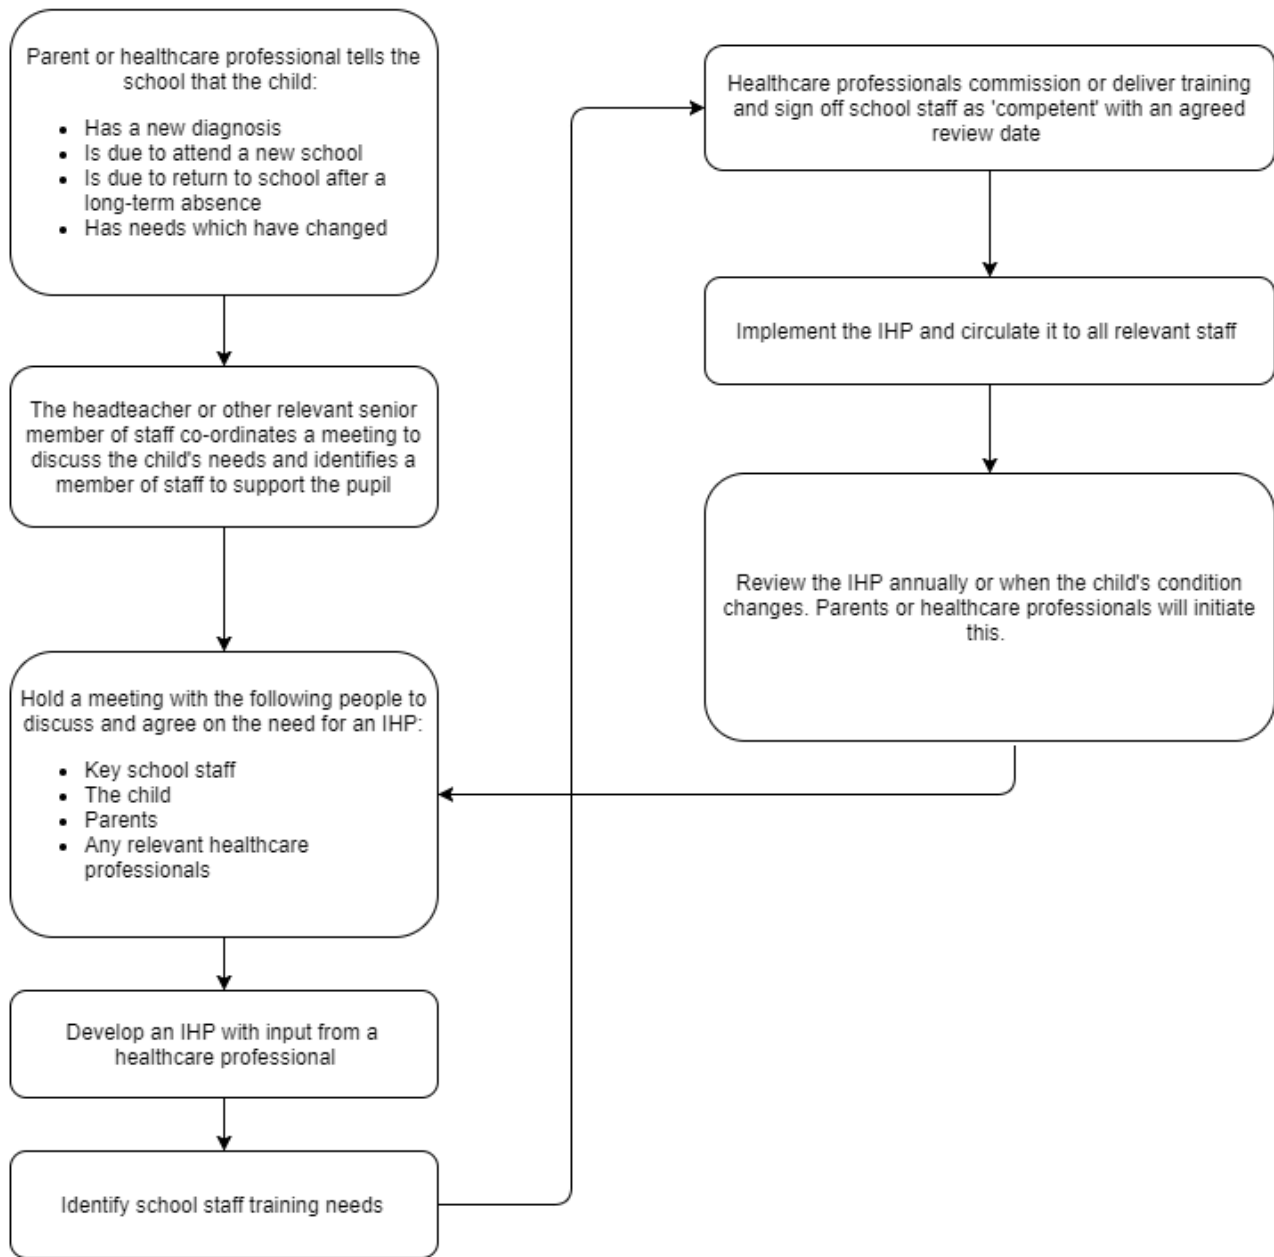 Parent or healthcare professional tells the
school that the child:
• Has a new diagnosis
• Is due to attend a new school
• Is due to return to school after a
long-term absence
• Has needs which have changed
The headteacher or other relevant senior
member of staff co-ordinates a meeting to
discuss the child's needs and identifies a
member of staff to support the pupil
Hold a meeting with the following people to
discuss and agree on the need for an IHP:
• Key school staff
• The child
• Parents
• Any relevant healthcare
professionals
Develop an IHP with input from a
healthcare professional
Identify school staff training needs
Healthcare professionals commission or deliver training
and sign off school staff as 'competent' with an agreed
review date
Implement the IHP and circulate it to all relevant staff
Review the IHP annually or when the child's condition
changes. Parents or healthcare professionals will initiate
this.